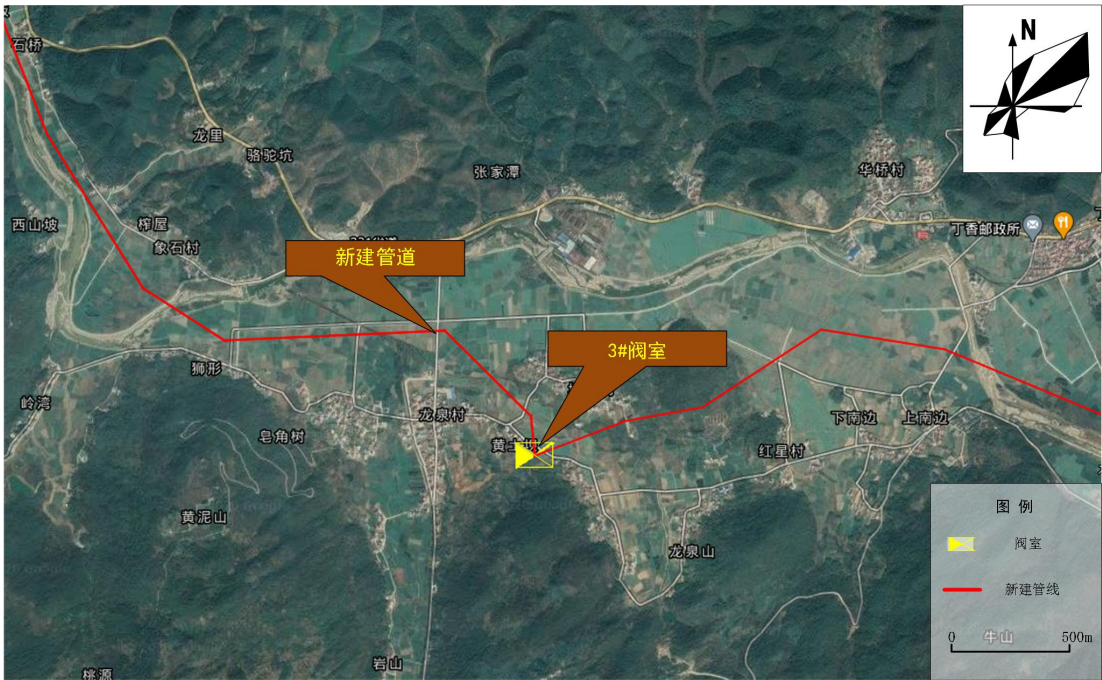 石桥
N
龙里
骆驼坑
张家潭
华桥村
西山坡
榨屋
象石村
丁香邮政所
新建管道
3#阀室
狮形
岭湾
龙泉村
下南边
上南边
皂角树
红星村
黄泥山
龙泉山
图 例
阀室
新建管线
0
牛山
500m
岩山
桃源